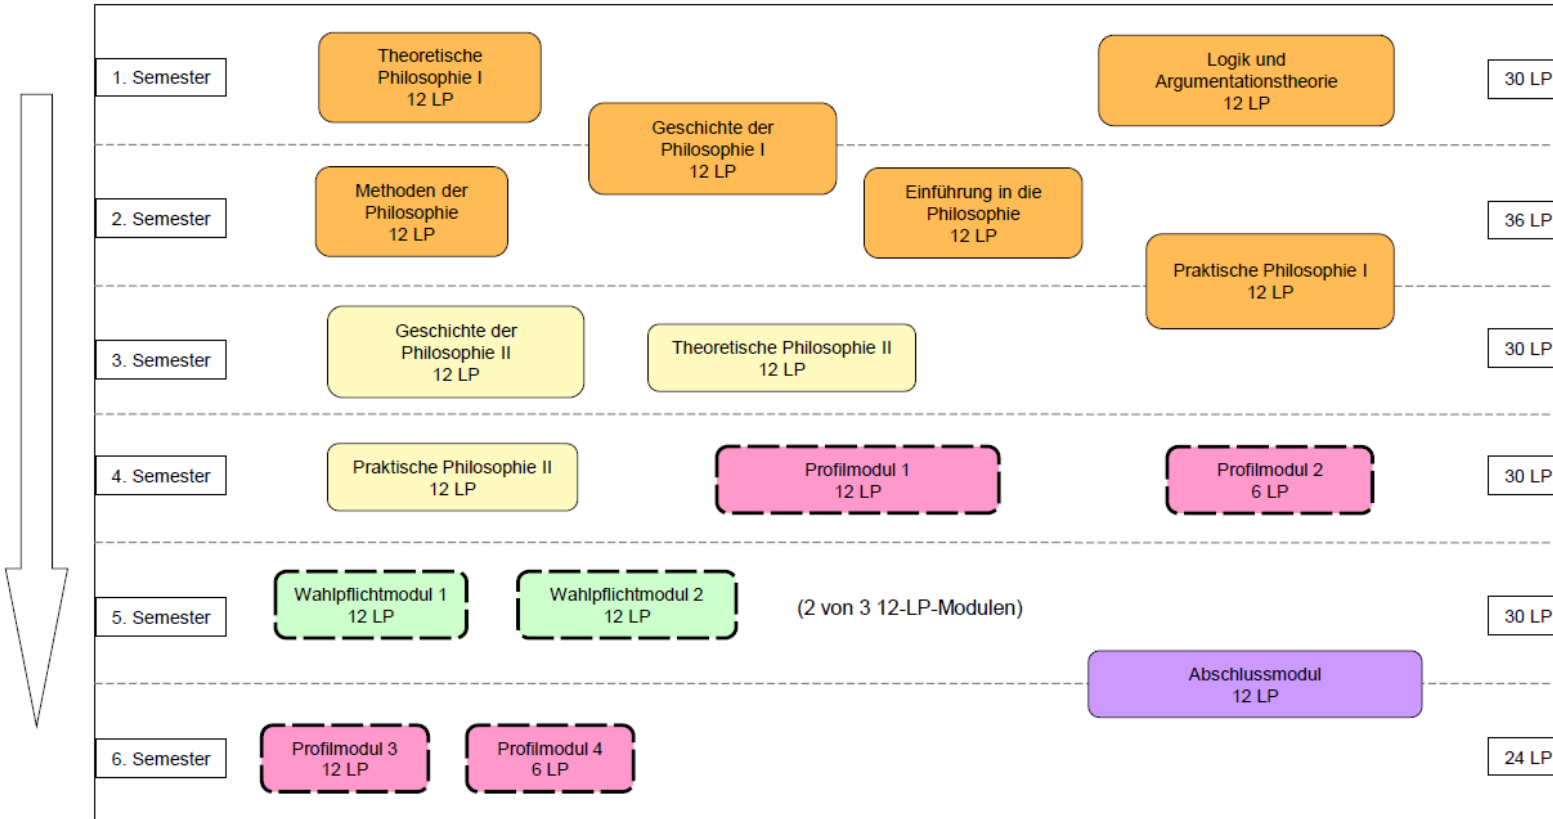 1. Semester
Theoretische
Philosophie I
12 LP
Logik und
Argumentationstheorie
12 LP
30 LP
Geschichte der
Philosophie I
12 LP
2. Semester
Methoden der
Philosophie
12 LP
Einführung in die
Philosophie
12 LP
36 LP
Praktische Philosophie I
12 LP
3. Semester
Geschichte der
Philosophie II
12 LP
Theoretische Philosophie II
12 LP
30 LP
4. Semester
Praktische Philosophie II
12 LP
Profilmodul 1
12 LP
Profilmodul 2
6 LP
30 LP
5. Semester
Wahlpflichtmodul 1
12 LP
Wahlpflichtmodul 2
12 LP
(2 von 3 12-LP-Modulen)
30 LP
Abschlussmodul
12 LP
6. Semester
Profilmodul 3
12 LP
Profilmodul 4
6 LP
24 LP